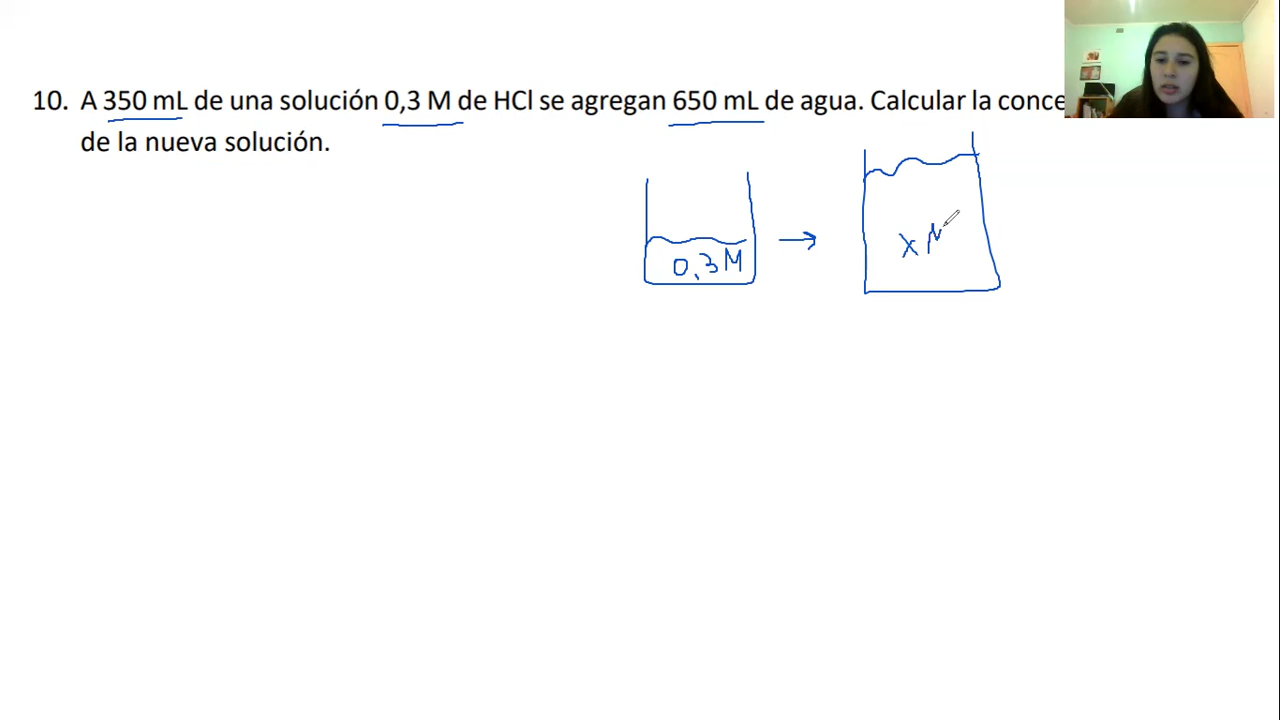 10. A 350 mL de una solución 0,3 M de HCl se agregan 650 mL de agua. Calcular la conce
de la nueva solución.
0,3 M → x M